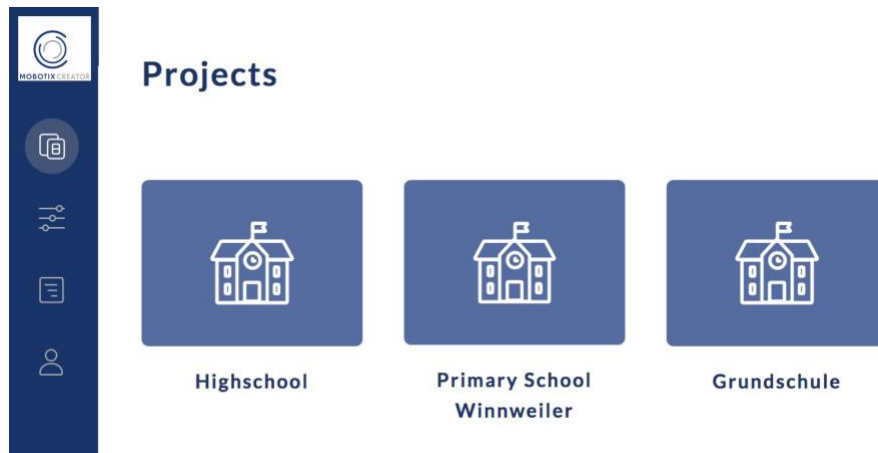 MOBOTIX CREATOR
Projects
Highschool
Primary School
Winnweiler
Grundschule